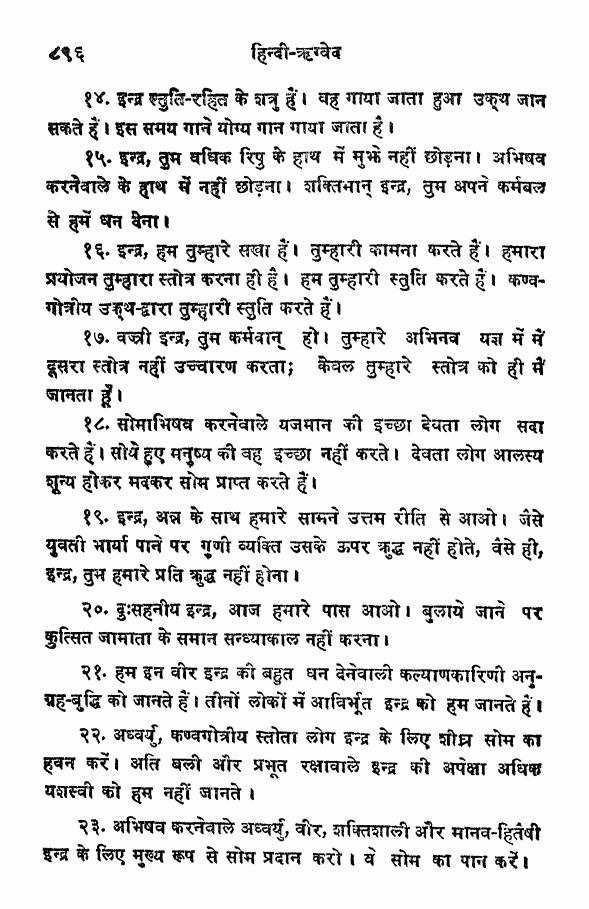 ८९६ हिन्दी-ऋग्वेद
१४. इन्द्र स्तुति-रहित के शत्रु हैं। वह गाया जाता हुआ उक्थ जान
सकते हैं। इस समय गाने योग्य गान गाया जाता है।
१५. इन्द्र, तुम वधिक रिपु के हाथ में मुझे नहीं छोड़ना। अभिषव
करनेवाले के हाथ में नहीं छोड़ना। शक्तिमान् इन्द्र, तुम अपने कर्मबल
से हमें धन देना।
१६. इन्द्र, हम तुम्हारे सखा हैं। तुम्हारी कामना करते हैं। हमारा
प्रयोजन तुम्हारा स्तोत्र करना ही है। हम तुम्हारी स्तुति करते हैं। कण्व-
गोत्रीय उक्थ-द्वारा तुम्हारी स्तुति करते हैं।
१७. वज्री इन्द्र, तुम कर्मवान् हो। तुम्हारे अभिनव यज्ञ में मैं
दूसरा स्तोत्र नहीं उच्चारण करता; केवल तुम्हारे स्तोत्र को ही मैं
जानता हूँ।
१८. सोमाभिषव करनेवाले यजमान की इच्छा देवता लोग सदा
करते हैं। सोये हुए मनुष्य की वह इच्छा नहीं करते। देवता लोग आलस्य
शून्य होकर मदकर सोम प्राप्त करते हैं।
१९. इन्द्र, अन्न के साथ हमारे सामने उत्तम रीति से आओ। जैसे
युवती भार्या पाने पर गुणी व्यक्ति उसके ऊपर क्रुद्ध नहीं होते, वैसे ही,
इन्द्र, तुम हमारे प्रति क्रुद्ध नहीं होना।
२०. दुःसहनीय इन्द्र, आज हमारे पास आओ। बुलाये जाने पर
कुत्सित जामाता के समान सन्ध्याकाल नहीं करना।
२१. हम इन वीर इन्द्र की बहुत धन देनेवाली कल्याणकारिणी अनु-
ग्रह-बुद्धि को जानते हैं। तीनों लोकों में आविर्भूत इन्द्र को हम जानते हैं।
२२. अध्वर्यु, कण्वगोत्रीय स्तोता लोग इन्द्र के लिए शीघ्र सोम का
हवन करें। अति बली और प्रभूत रक्षावाले इन्द्र की अपेक्षा अधिक
यशस्वी को हम नहीं जानते।
२३. अभिषव करनेवाले अध्वर्यु, वीर, शक्तिशाली और मानव-हितैषी
इन्द्र के लिए मुख्य रूप से सोम प्रदान करो। वे सोम का पान करें।